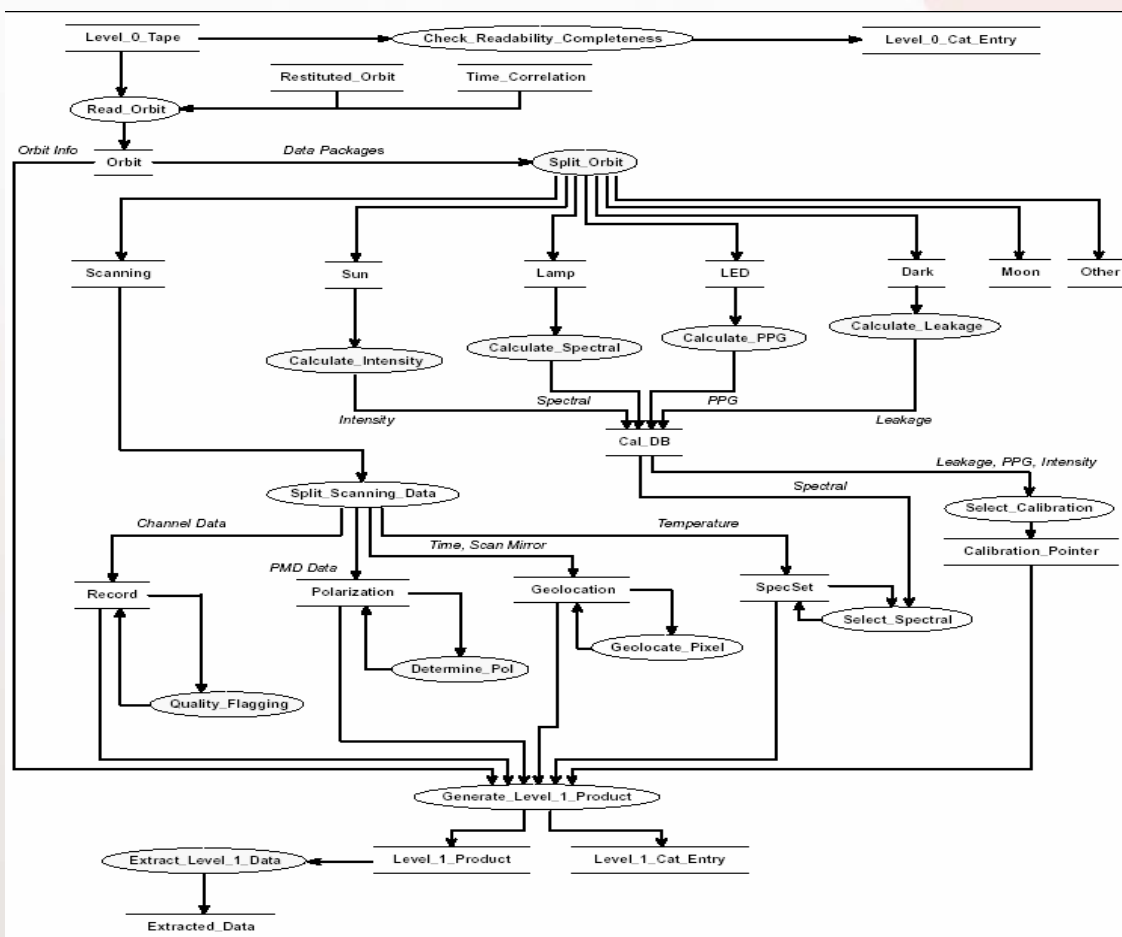 Level_0_Tape
Check_Readability_Completeness
Level_0_Cat_Entry
Restituted_Orbit
Time_Correlation
Read_Orbit
Orbit Info
Data Packages
Orbit
Split_Orbit
Scanning
Sun
Lamp
LED
Dark
Moon
Other
Calculate_Intensity
Calculate_Spectral
Calculate_PPG
Calculate_Leakage
Intensity
Spectral
PPG
Leakage
Cal_DB
Leakage, PPG, Intensity
Spectral
Split_Scanning_Data
Select_Calibration
Channel Data
Time, Scan Mirror
Temperature
Calibration_Pointer
PMD Data
Record
Polarization
Geolocation
SpecSet
Select_Spectral
Geolocate_Pixel
Determine_Pol
Quality_Flagging
Generate_Level_1_Product
Extract_Level_1_Data
Level_1_Product
Level_1_Cat_Entry
Extracted_Data